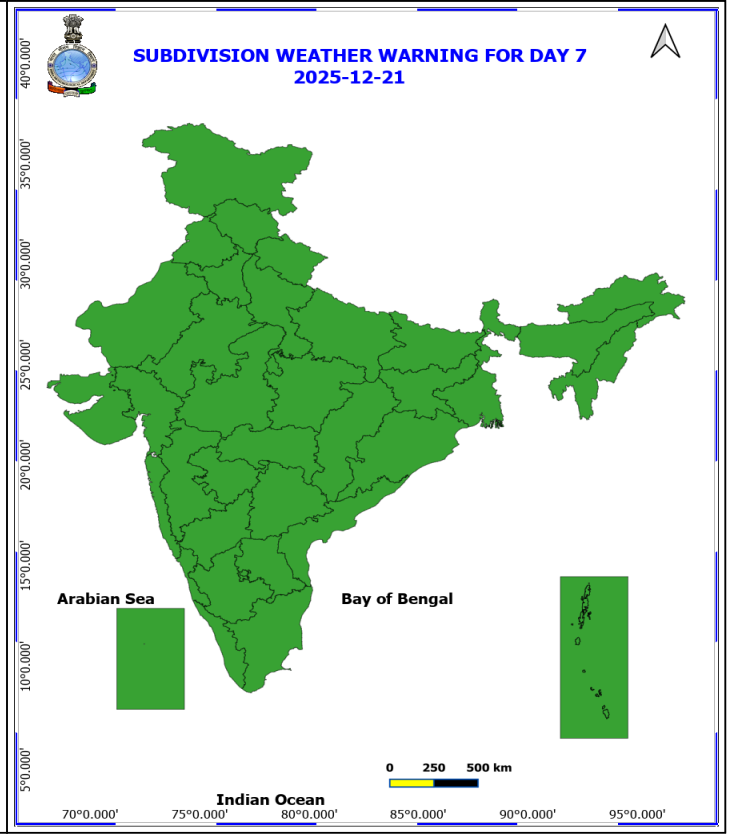 SUBDIVISION WEATHER WARNING FOR DAY 7
2025-12-21
40°0.000'
35°0.000'
30°0.000'
25°0.000'
20°0.000'
15°0.000'
10°0.000'
5°0.000'
Arabian Sea
Bay of Bengal
0 250 500 km
Indian Ocean
70°0.000' 75°0.000' 80°0.000' 85°0.000' 90°0.000' 95°0.000'